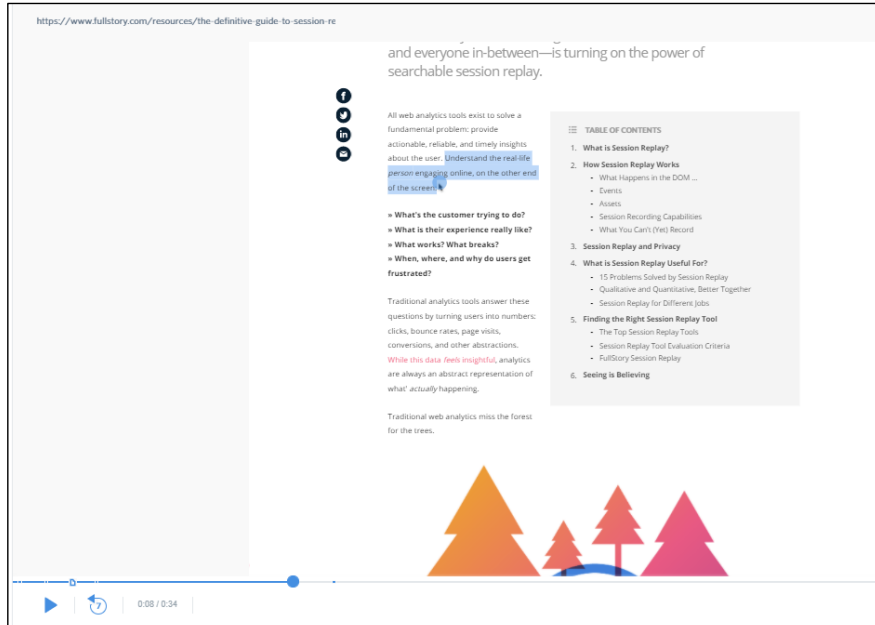 https://www.fullstory.com/resources/the-definitive-guide-to-session-re
and everyone in-between—is turning on the power of
searchable session replay.
All web analytics tools exist to solve a
fundamental problem: provide
actionable, reliable, and timely insights
about the user. Understand the real-life
person engaging online, on the other end
of the screen.
» What's the customer trying to do?
» What is their experience really like?
» What works? What breaks?
» When, where, and why do users get
frustrated?
Traditional analytics tools answer these
questions by turning users into numbers:
clicks, bounce rates, page visits,
conversions, and other abstractions.
While this data feels insightful, analytics
are always an abstract representation of
what' actually happening.
Traditional web analytics miss the forest
for the trees.
TABLE OF CONTENTS
1. What is Session Replay?
2. How Session Replay Works
• What Happens in the DOM ...
• Events
• Assets
• Session Recording Capabilities
• What You Can't (Yet) Record
3. Session Replay and Privacy
4. What is Session Replay Useful For?
• 15 Problems Solved by Session Replay
• Qualitative and Quantitative, Better Together
• Session Replay for Different Jobs
5. Finding the Right Session Replay Tool
• The Top Session Replay Tools
• Session Replay Tool Evaluation Criteria
• FullStory Session Replay
6. Seeing is Believing
7
0:08 / 0:34